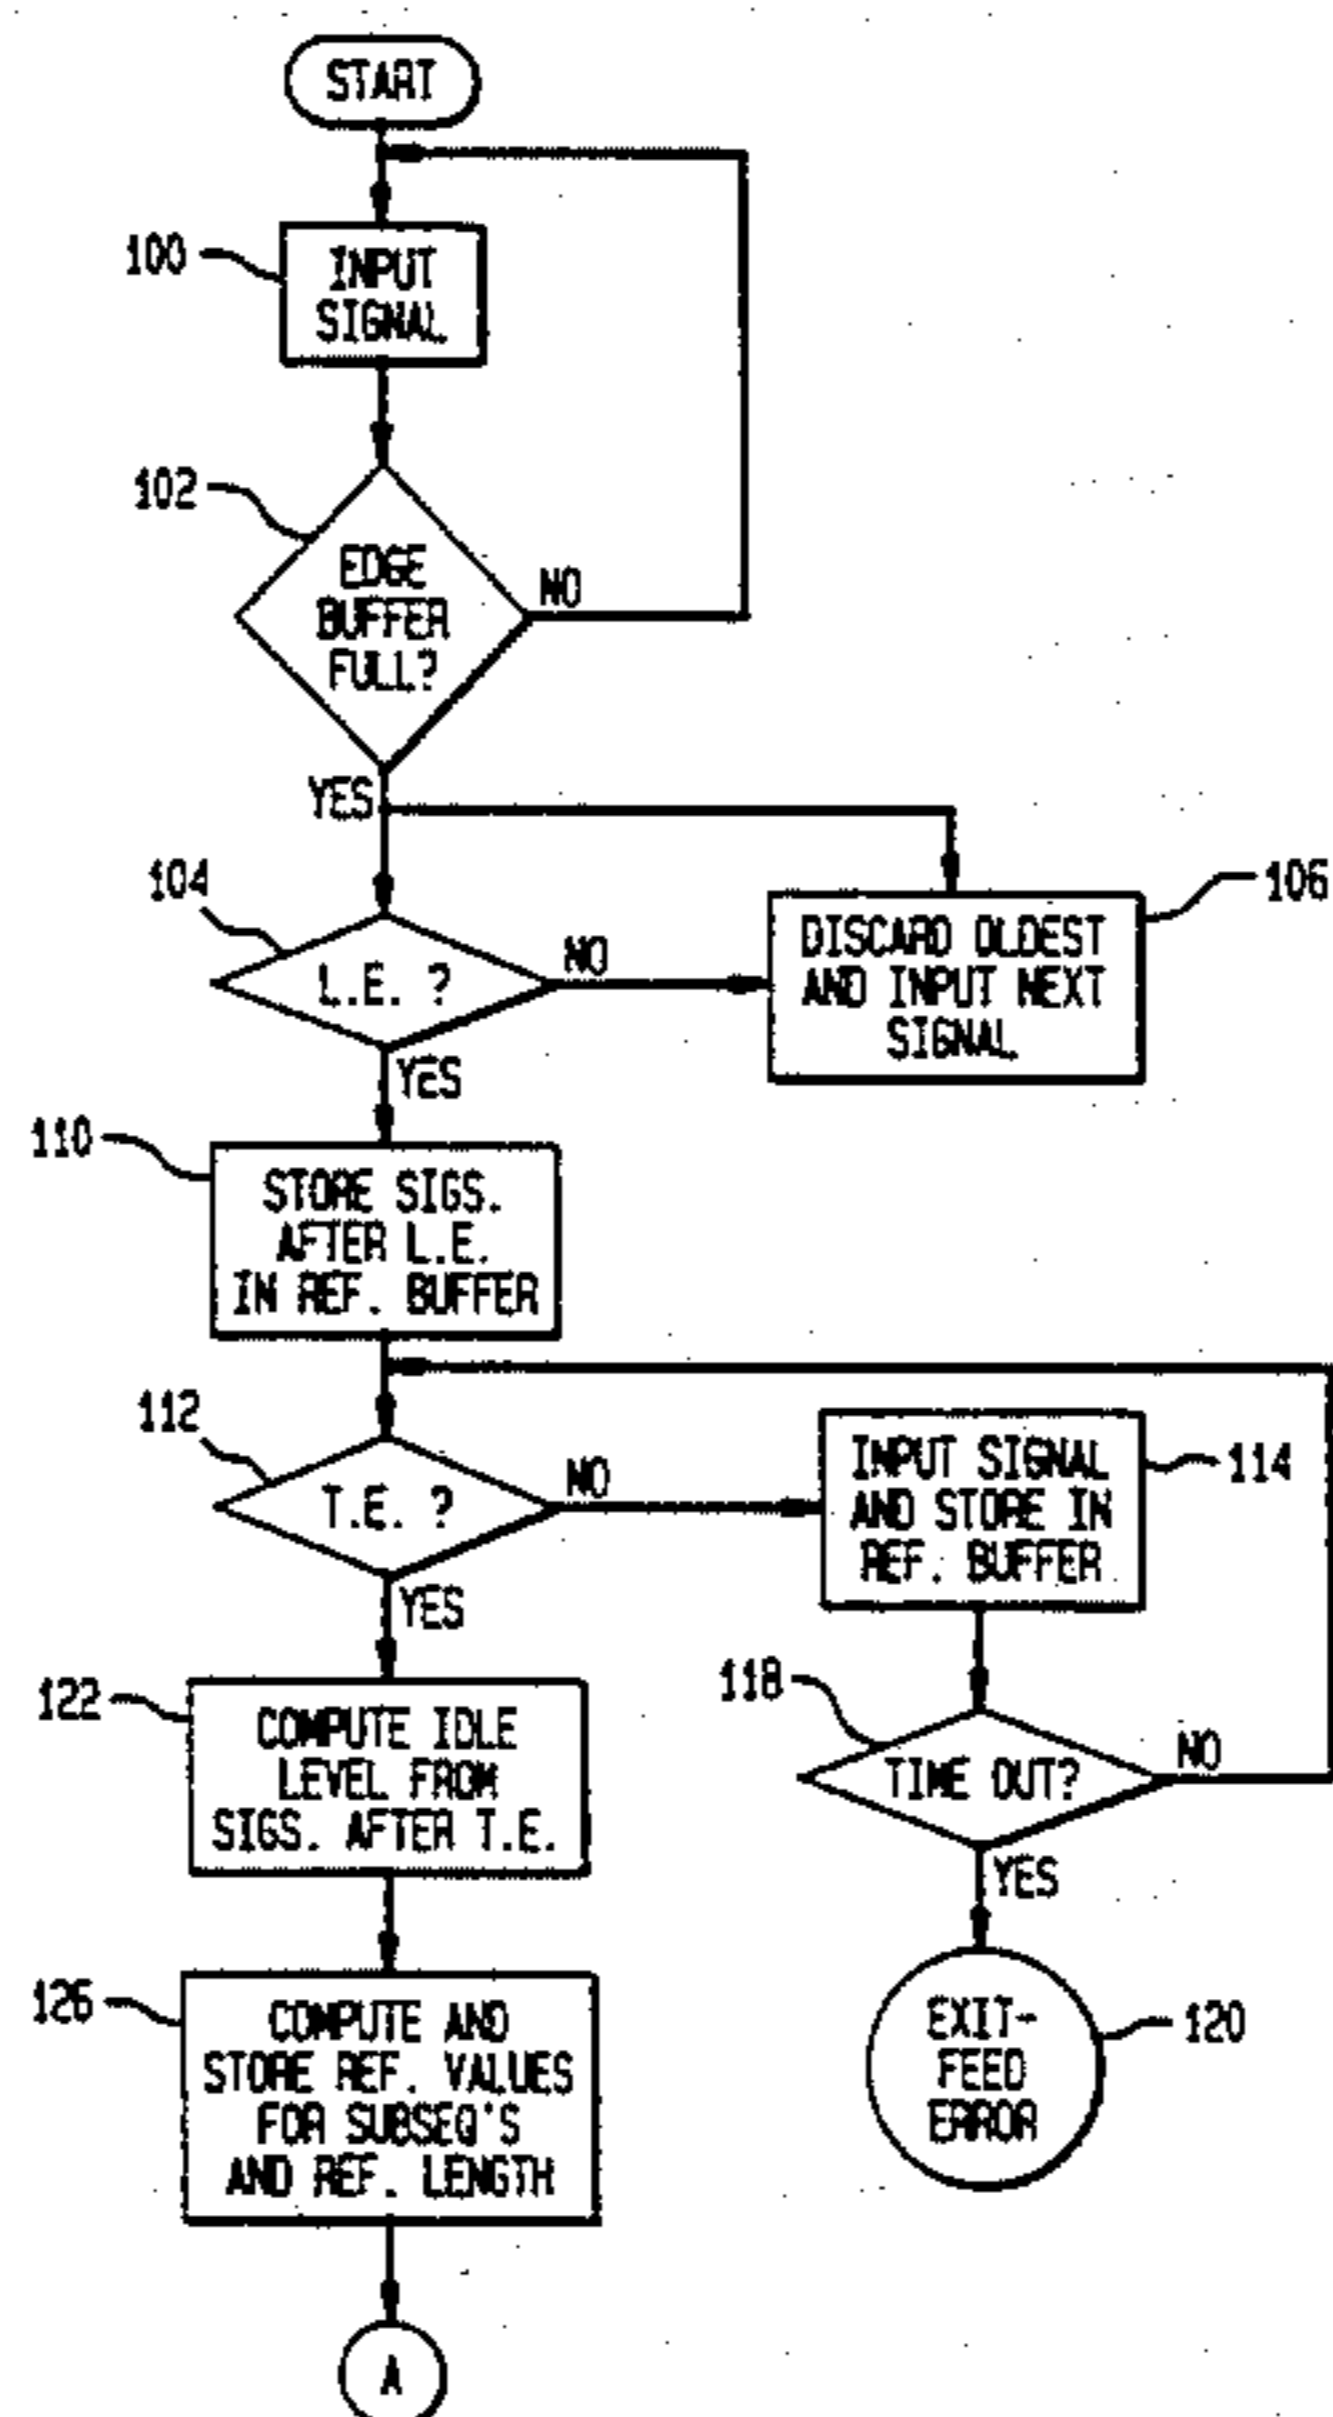 START
100
INPUT
SIGNAL
102
EDGE
BUFFER
FULL?
NO
YES
104
L.E. ?
NO
106
DISCARD OLDEST
AND INPUT NEXT
SIGNAL
YES
110
STORE SIGS.
AFTER L.E.
IN REF. BUFFER
112
T.E. ?
NO
INPUT SIGNAL
AND STORE IN
REF. BUFFER
114
YES
118
TIME OUT?
NO
122
COMPUTE IDLE
LEVEL FROM
SIGS. AFTER T.E.
YES
126
COMPUTE AND
STORE REF. VALUES
FOR SUBSEQ'S
AND REF. LENGTH
EXIT-
FEED
ERROR
120
A